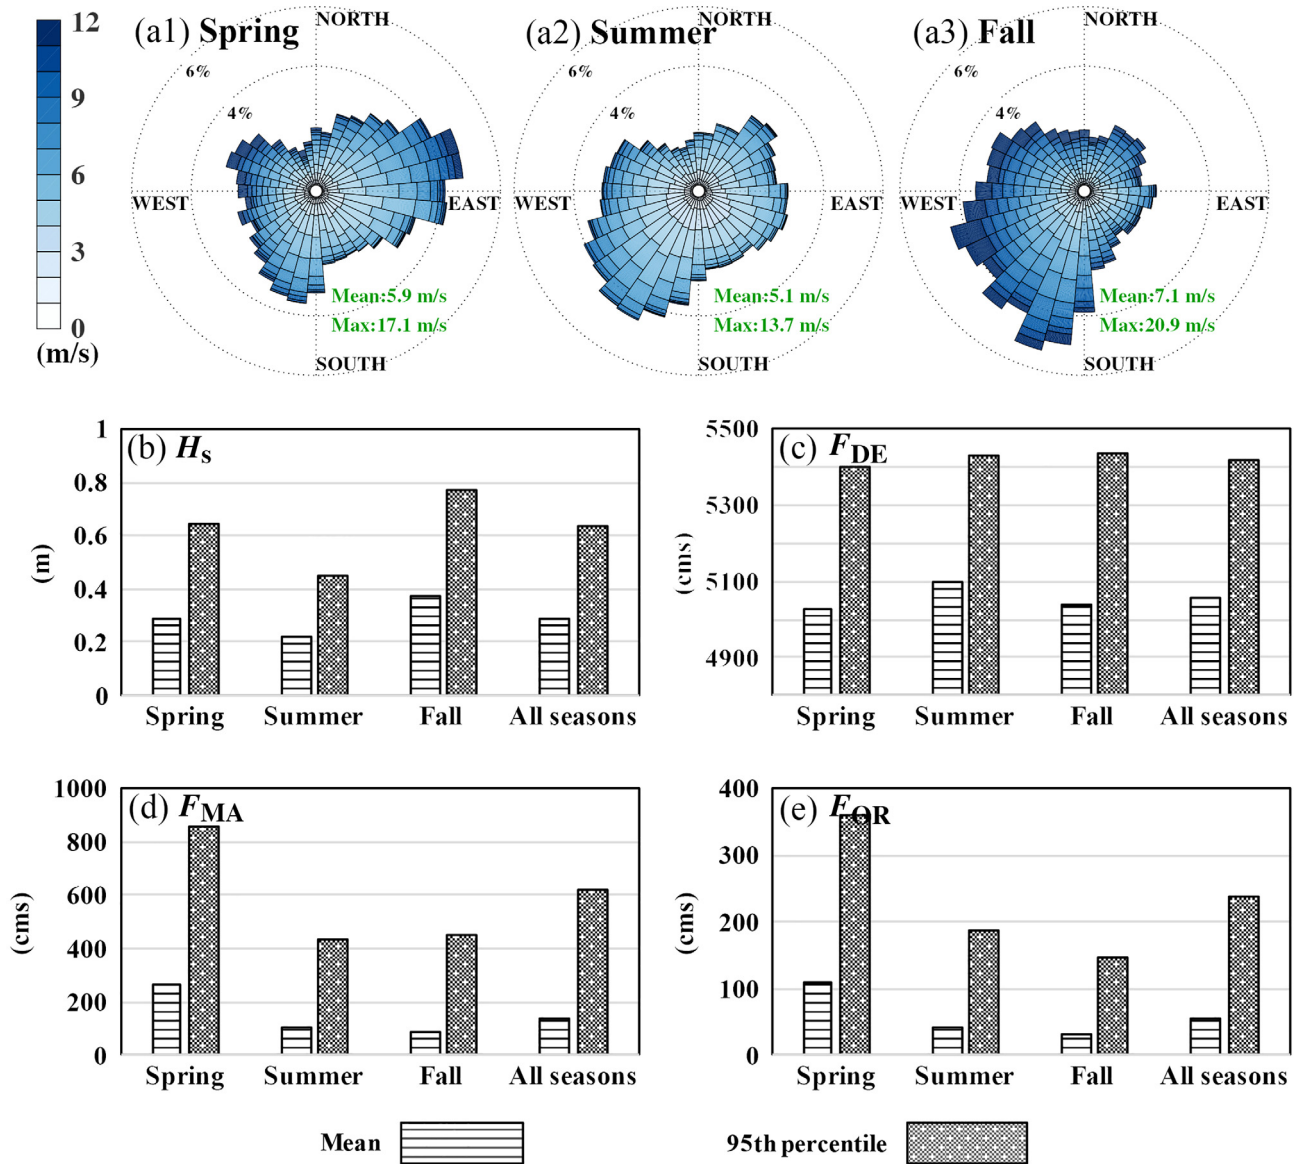 12
9
6
3
0
(m/s)
(a1) Spring
NORTH
6%
4%
WEST
EAST
Mean:5.9 m/s
Max:17.1 m/s
SOUTH
(a2) Summer
NORTH
6%
4%
WEST
EAST
Mean:5.1 m/s
Max:13.7 m/s
SOUTH
(a3) Fall
NORTH
6%
4%
WEST
EAST
Mean:7.1 m/s
Max:20.9 m/s
SOUTH
(b) Hs
1
0.8
0.6
0.4
0.2
0
(m)
Spring Summer Fall All seasons
(c) FDE
5500
5300
5100
4900
(cms)
Spring Summer Fall All seasons
(d) FMA
1000
800
600
400
200
0
(cms)
Spring Summer Fall All seasons
(e) FOR
400
300
200
100
0
(cms)
Spring Summer Fall All seasons
Mean
95th percentile